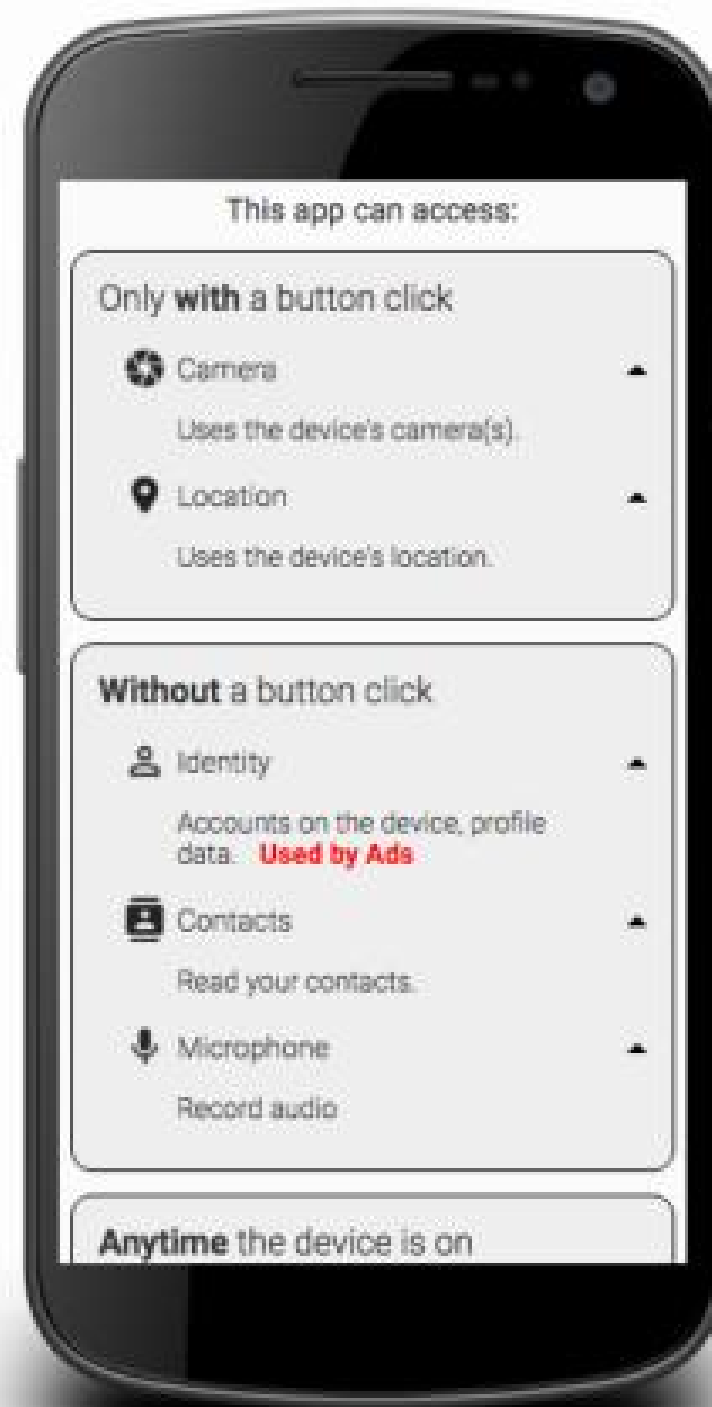 This app can access:
Only with a button click
Camera
Uses the device's camera(s).
Location
Uses the device's location.
Without a button click
Identity
Accounts on the device, profile
data. Used by Ads
Contacts
Read your contacts.
Microphone
Record audio
Anytime the device is on